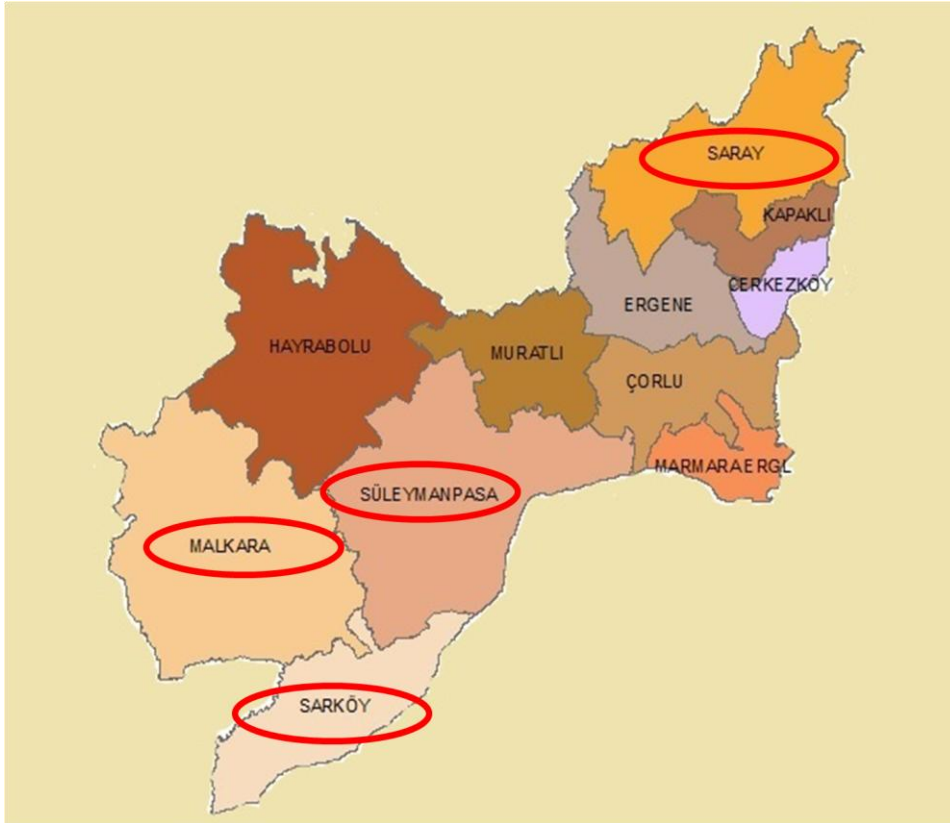 SARAY
KAPAKLI
ÇERKEZKÖY
ERGENE
HAYRABOLU
MURATLI
ÇORLU
MARMARAERGL
SÜLEYMANPASA
MALKARA
SARKÖY